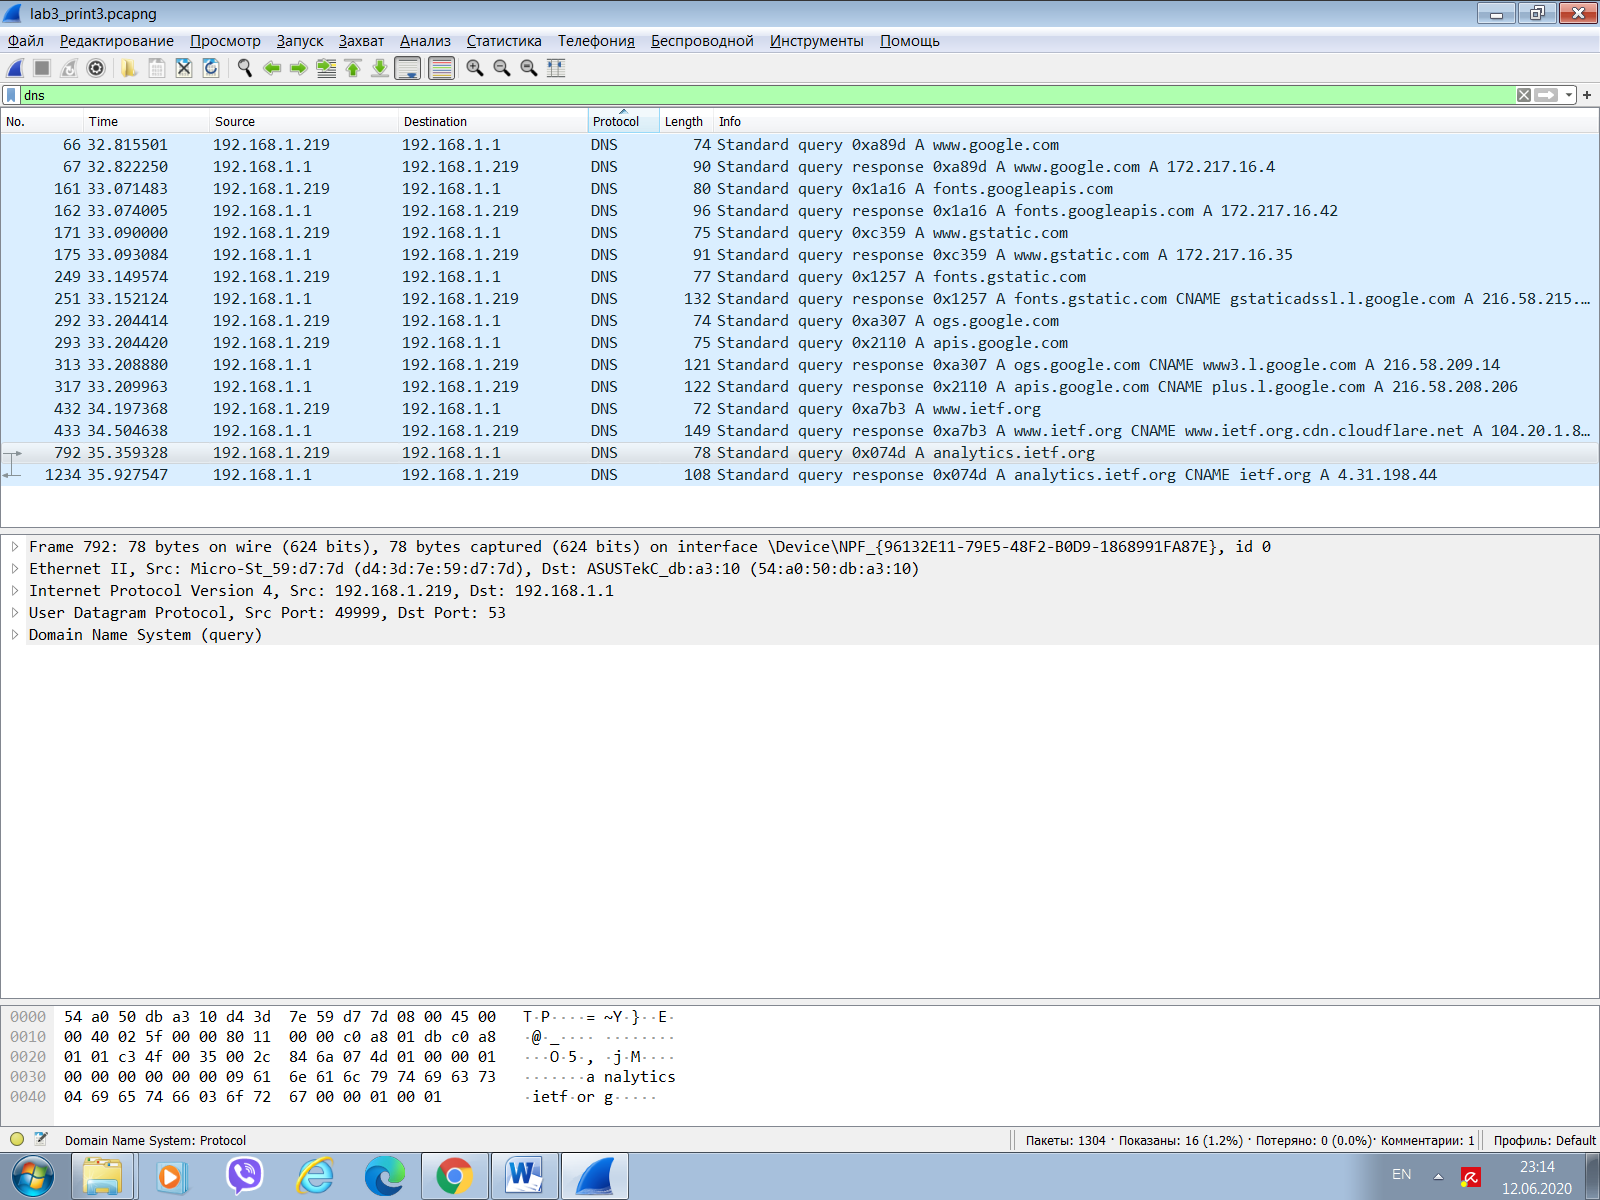 lab3_print3.pcapng
Файл Редактирование Просмотр Запуск Захват Анализ Статистика Телефония Беспроводной Инструменты Помощь
dns
No. Time Source Destination Protocol Length Info
66 32.815501 192.168.1.219 192.168.1.1 DNS 74 Standard query 0xa89d A www.google.com
67 32.822250 192.168.1.1 192.168.1.219 DNS 90 Standard query response 0xa89d A www.google.com A 172.217.16.4
161 33.071483 192.168.1.219 192.168.1.1 DNS 80 Standard query 0x1a16 A fonts.googleapis.com
162 33.074005 192.168.1.1 192.168.1.219 DNS 96 Standard query response 0x1a16 A fonts.googleapis.com A 172.217.16.42
171 33.090000 192.168.1.219 192.168.1.1 DNS 75 Standard query 0xc359 A www.gstatic.com
175 33.093084 192.168.1.1 192.168.1.219 DNS 91 Standard query response 0xc359 A www.gstatic.com A 172.217.16.35
249 33.149574 192.168.1.219 192.168.1.1 DNS 77 Standard query 0x1257 A fonts.gstatic.com
251 33.152124 192.168.1.1 192.168.1.219 DNS 132 Standard query response 0x1257 A fonts.gstatic.com CNAME gstaticadssl.l.google.com A 216.58.215.…
292 33.204414 192.168.1.219 192.168.1.1 DNS 74 Standard query 0xa307 A ogs.google.com
293 33.204420 192.168.1.219 192.168.1.1 DNS 75 Standard query 0x2110 A apis.google.com
313 33.208880 192.168.1.1 192.168.1.219 DNS 121 Standard query response 0xa307 A ogs.google.com CNAME www3.l.google.com A 216.58.209.14
317 33.209963 192.168.1.1 192.168.1.219 DNS 122 Standard query response 0x2110 A apis.google.com CNAME plus.l.google.com A 216.58.208.206
432 34.197368 192.168.1.219 192.168.1.1 DNS 72 Standard query 0xa7b3 A www.ietf.org
433 34.504638 192.168.1.1 192.168.1.219 DNS 149 Standard query response 0xa7b3 A www.ietf.org CNAME www.ietf.org.cdn.cloudflare.net A 104.20.1.8…
792 35.359328 192.168.1.219 192.168.1.1 DNS 78 Standard query 0x074d A analytics.ietf.org
1234 35.927547 192.168.1.1 192.168.1.219 DNS 108 Standard query response 0x074d A analytics.ietf.org CNAME ietf.org A 4.31.198.44
Frame 792: 78 bytes on wire (624 bits), 78 bytes captured (624 bits) on interface \Device\NPF_{96132E11-79E5-48F2-B0D9-1868991FA87E}, id 0
Ethernet II, Src: Micro-St_59:d7:7d (d4:3d:7e:59:d7:7d), Dst: ASUSTekC_db:a3:10 (54:a0:50:db:a3:10)
Internet Protocol Version 4, Src: 192.168.1.219, Dst: 192.168.1.1
User Datagram Protocol, Src Port: 49999, Dst Port: 53
Domain Name System (query)
0000 54 a0 50 db a3 10 d4 3d 7e 59 d7 7d 08 00 45 00 T·P····= ~Y·}··E·
0010 00 40 02 5f 00 00 80 11 00 00 c0 a8 01 db c0 a8 ·@·_···· ········
0020 01 01 c3 4f 00 35 00 2c 84 6a 07 4d 01 00 00 01 ···O·5·, ·j·M····
0030 00 00 00 00 00 00 09 61 6e 61 6c 79 74 69 63 73 ·······a nalytics
0040 04 69 65 74 66 03 6f 72 67 00 00 01 00 01 ·ietf·or g·····
Domain Name System: Protocol
Пакеты: 1304 · Показаны: 16 (1.2%) · Потеряно: 0 (0.0%)· Комментарии: 1
Профиль: Default
EN
23:14
12.06.2020